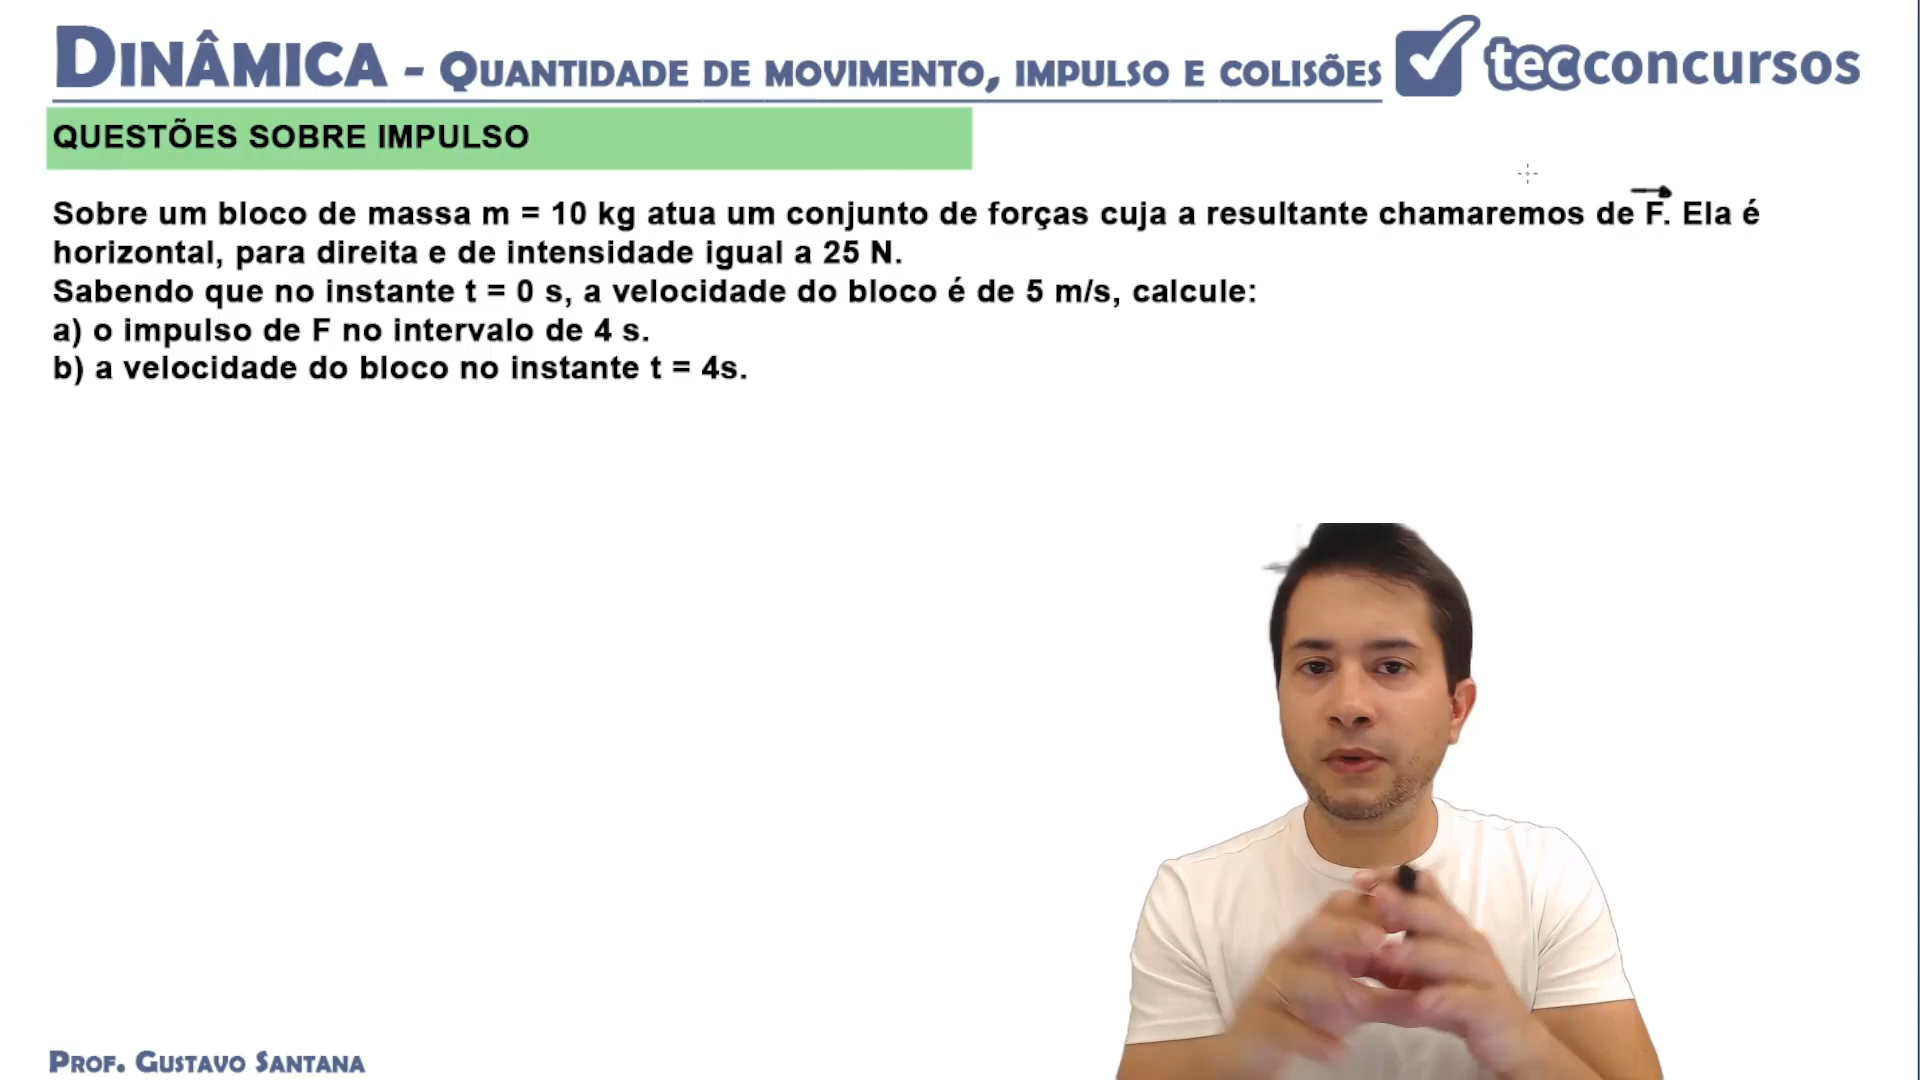 DINÂMICA - QUANTIDADE DE MOVIMENTO, IMPULSO E COLISÕES
tecconcursos
QUESTÕES SOBRE IMPULSO
Sobre um bloco de massa m = 10 kg atua um conjunto de forças cuja a resultante chamaremos de F. Ela é
horizontal, para direita e de intensidade igual a 25 N.
Sabendo que no instante t = 0 s, a velocidade do bloco é de 5 m/s, calcule:
a) o impulso de F no intervalo de 4 s.
b) a velocidade do bloco no instante t = 4s.
PROF. GUSTAVO SANTANA